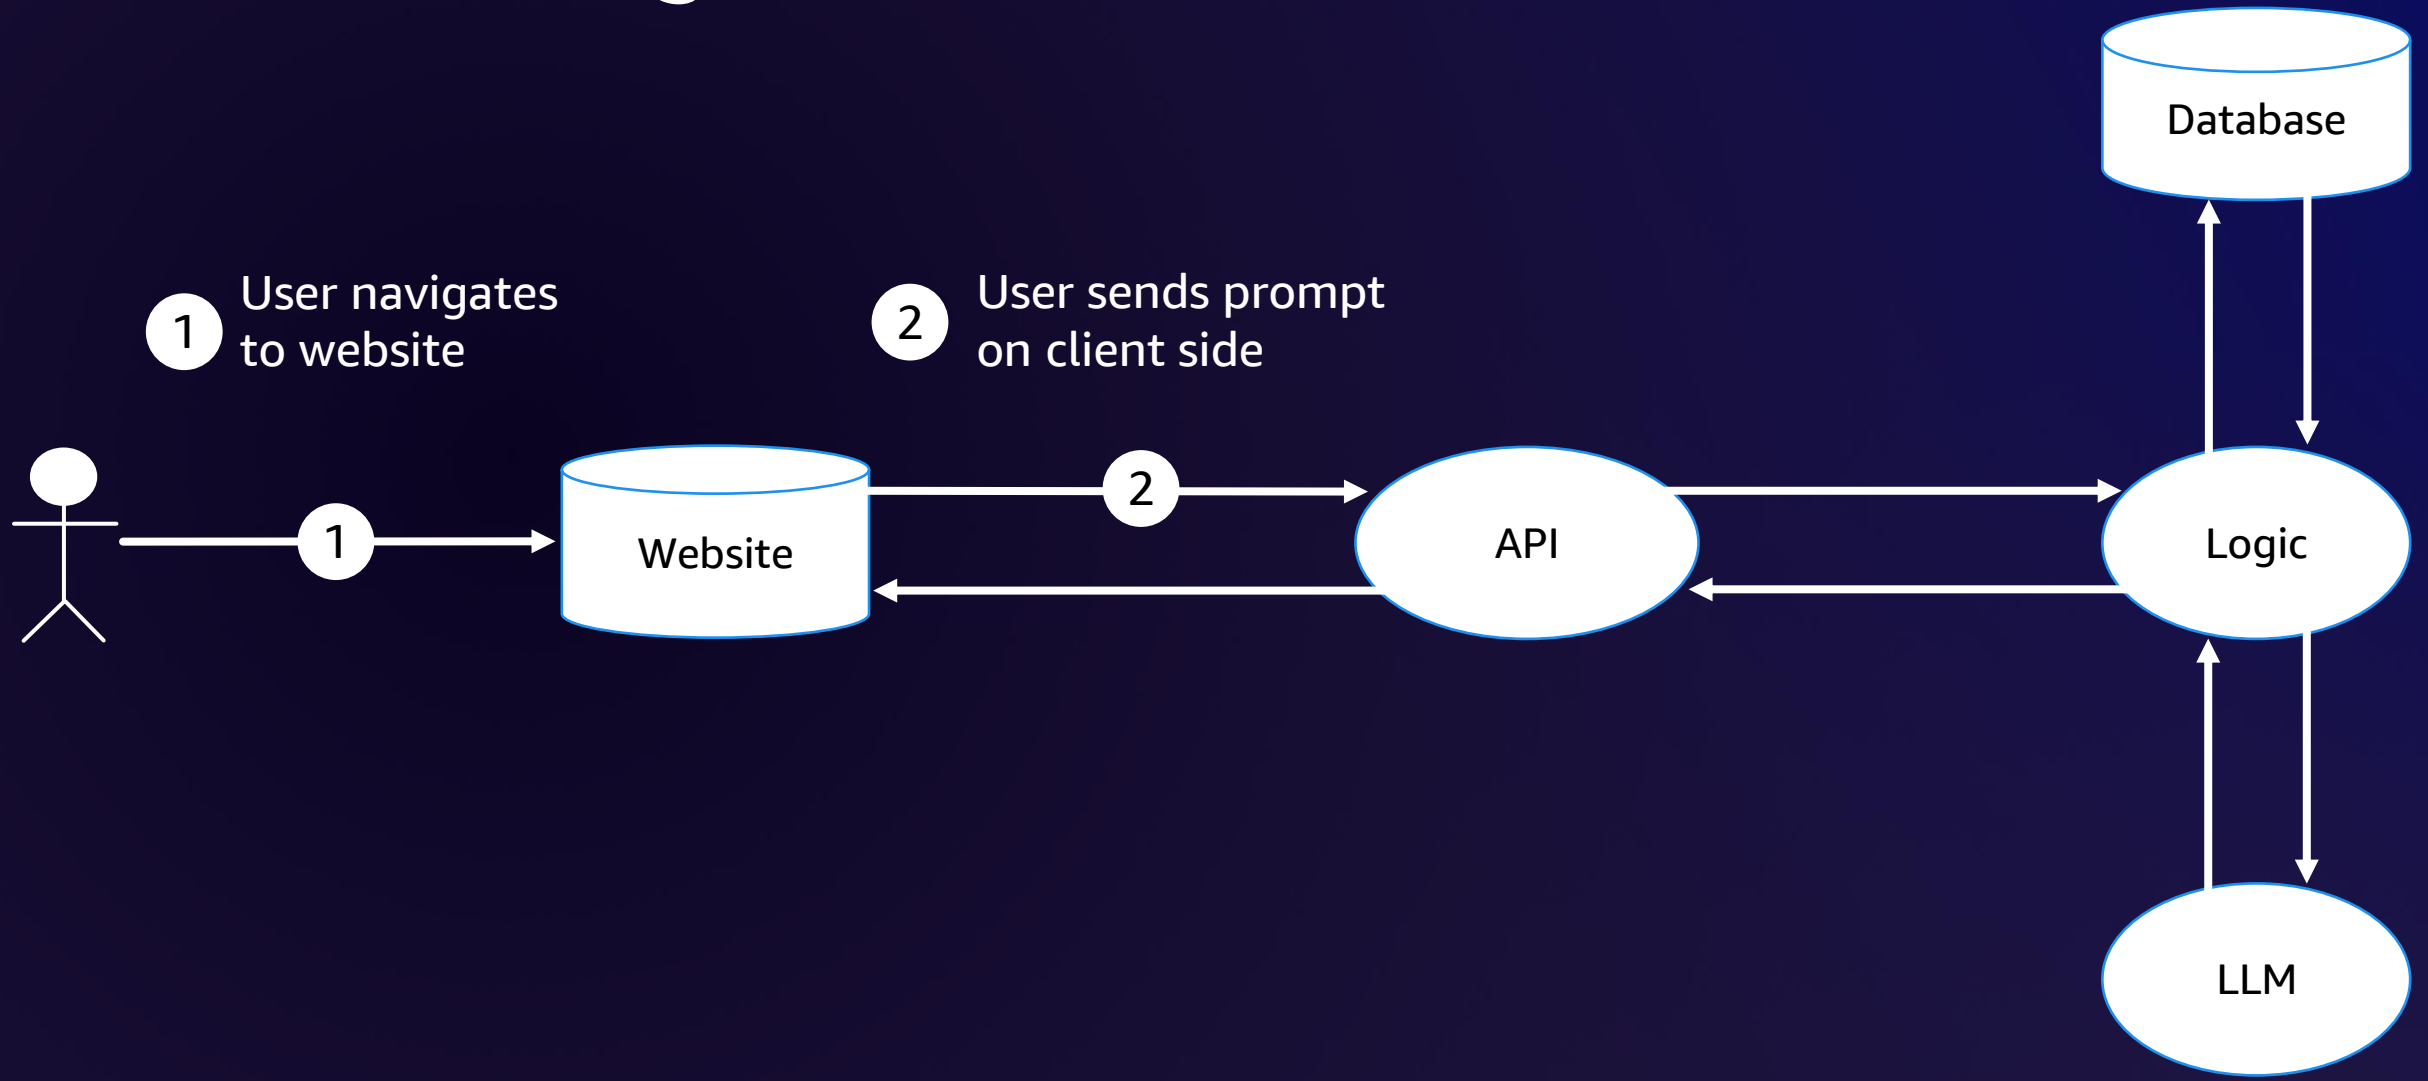 Database
1
User navigates
to website
2
User sends prompt
on client side
1
Website
2
API
Logic
LLM